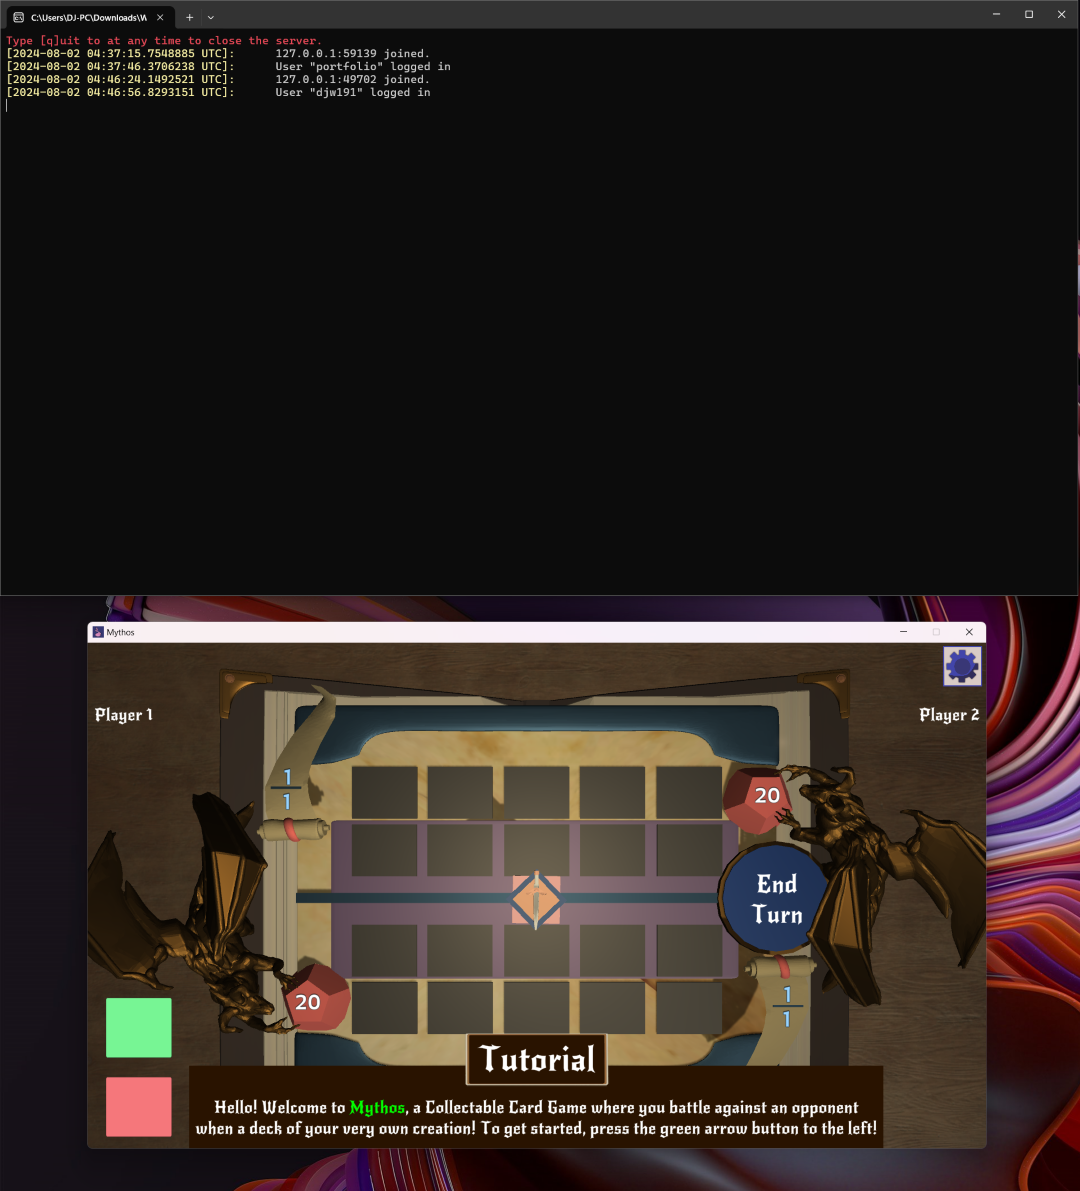 C:\Users\DJ-PC\Downloads\W
Type [q]uit to at any time to close the server.
[2024-08-02 04:37:15.7548885 UTC]: 127.0.0.1:59139 joined.
[2024-08-02 04:37:46.3706238 UTC]: User "portfolio" logged in
[2024-08-02 04:46:24.1492521 UTC]: 127.0.0.1:49702 joined.
[2024-08-02 04:46:56.8293151 UTC]: User "djw191" logged in
Mythos
Player 1
Player 2
1
1
20
End
Turn
20
1
1
Tutorial
Hello! Welcome to Mythos, a Collectable Card Game where you battle against an opponent
when a deck of your very own creation! To get started, press the green arrow button to the left!